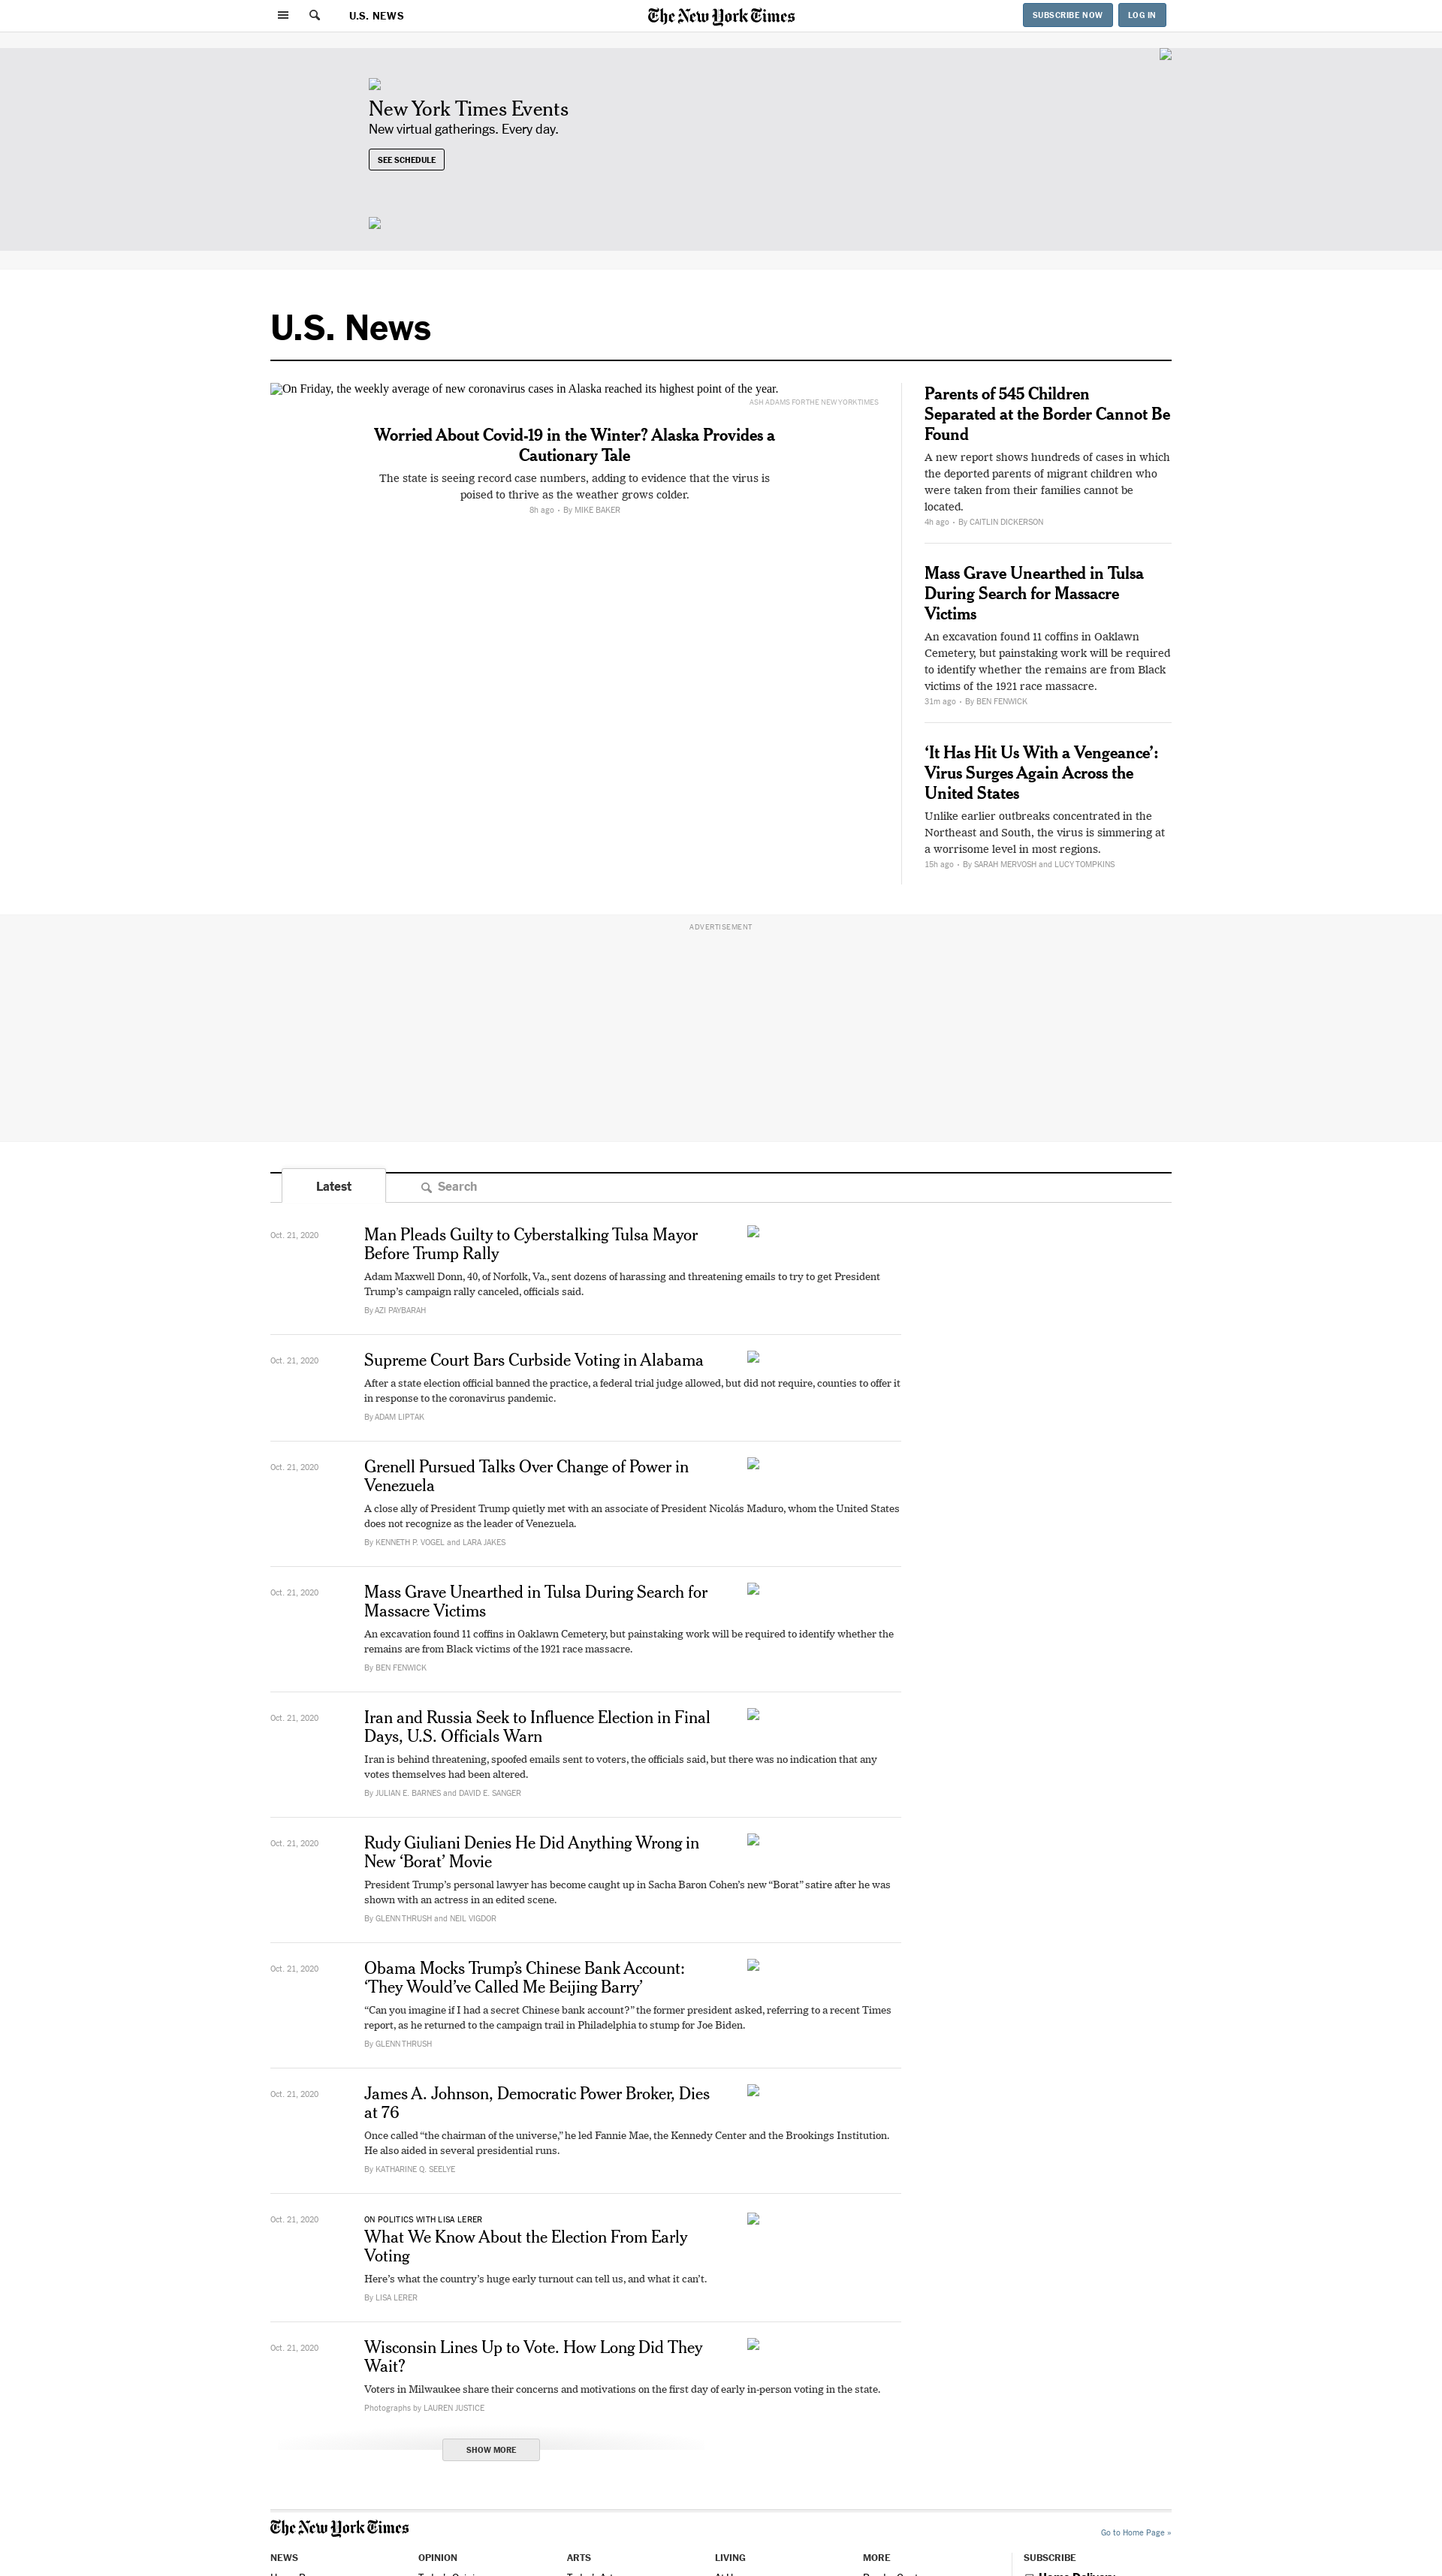 U.S. NEWS
The New York Times
SUBSCRIBE NOW
LOG IN
New York Times Events
New virtual gatherings. Every day.
SEE SCHEDULE
U.S. News
On Friday, the weekly average of new coronavirus cases in Alaska reached its highest point of the year.
ASH ADAMS FOR THE NEW YORK TIMES
Worried About Covid-19 in the Winter? Alaska Provides a
Cautionary Tale
The state is seeing record case numbers, adding to evidence that the virus is
poised to thrive as the weather grows colder.
8h ago • By MIKE BAKER
Parents of 545 Children
Separated at the Border Cannot Be
Found
A new report shows hundreds of cases in which
the deported parents of migrant children who
were taken from their families cannot be
located.
4h ago • By CAITLIN DICKERSON
Mass Grave Unearthed in Tulsa
During Search for Massacre
Victims
An excavation found 11 coffins in Oaklawn
Cemetery, but painstaking work will be required
to identify whether the remains are from Black
victims of the 1921 race massacre.
31m ago • By BEN FENWICK
‘It Has Hit Us With a Vengeance’:
Virus Surges Again Across the
United States
Unlike earlier outbreaks concentrated in the
Northeast and South, the virus is simmering at
a worrisome level in most regions.
15h ago • By SARAH MERVOSH and LUCY TOMPKINS
ADVERTISEMENT
Latest
Search
Oct. 21, 2020
Man Pleads Guilty to Cyberstalking Tulsa Mayor
Before Trump Rally
Adam Maxwell Donn, 40, of Norfolk, Va., sent dozens of harassing and threatening emails to try to get President
Trump’s campaign rally canceled, officials said.
By AZI PAYBARAH
Oct. 21, 2020
Supreme Court Bars Curbside Voting in Alabama
After a state election official banned the practice, a federal trial judge allowed, but did not require, counties to offer it
in response to the coronavirus pandemic.
By ADAM LIPTAK
Oct. 21, 2020
Grenell Pursued Talks Over Change of Power in
Venezuela
A close ally of President Trump quietly met with an associate of President Nicolás Maduro, whom the United States
does not recognize as the leader of Venezuela.
By KENNETH P. VOGEL and LARA JAKES
Oct. 21, 2020
Mass Grave Unearthed in Tulsa During Search for
Massacre Victims
An excavation found 11 coffins in Oaklawn Cemetery, but painstaking work will be required to identify whether the
remains are from Black victims of the 1921 race massacre.
By BEN FENWICK
Oct. 21, 2020
Iran and Russia Seek to Influence Election in Final
Days, U.S. Officials Warn
Iran is behind threatening, spoofed emails sent to voters, the officials said, but there was no indication that any
votes themselves had been altered.
By JULIAN E. BARNES and DAVID E. SANGER
Oct. 21, 2020
Rudy Giuliani Denies He Did Anything Wrong in
New ‘Borat’ Movie
President Trump’s personal lawyer has become caught up in Sacha Baron Cohen’s new “Borat” satire after he was
shown with an actress in an edited scene.
By GLENN THRUSH and NEIL VIGDOR
Oct. 21, 2020
Obama Mocks Trump’s Chinese Bank Account:
‘They Would’ve Called Me Beijing Barry’
“Can you imagine if I had a secret Chinese bank account?” the former president asked, referring to a recent Times
report, as he returned to the campaign trail in Philadelphia to stump for Joe Biden.
By GLENN THRUSH
Oct. 21, 2020
James A. Johnson, Democratic Power Broker, Dies
at 76
Once called “the chairman of the universe,” he led Fannie Mae, the Kennedy Center and the Brookings Institution.
He also aided in several presidential runs.
By KATHARINE Q. SEELYE
Oct. 21, 2020
ON POLITICS WITH LISA LERER
What We Know About the Election From Early
Voting
Here’s what the country’s huge early turnout can tell us, and what it can’t.
By LISA LERER
Oct. 21, 2020
Wisconsin Lines Up to Vote. How Long Did They
Wait?
Voters in Milwaukee share their concerns and motivations on the first day of early in-person voting in the state.
Photographs by LAUREN JUSTICE
SHOW MORE
The New York Times
Go to Home Page »
NEWS
OPINION
ARTS
LIVING
MORE
SUBSCRIBE